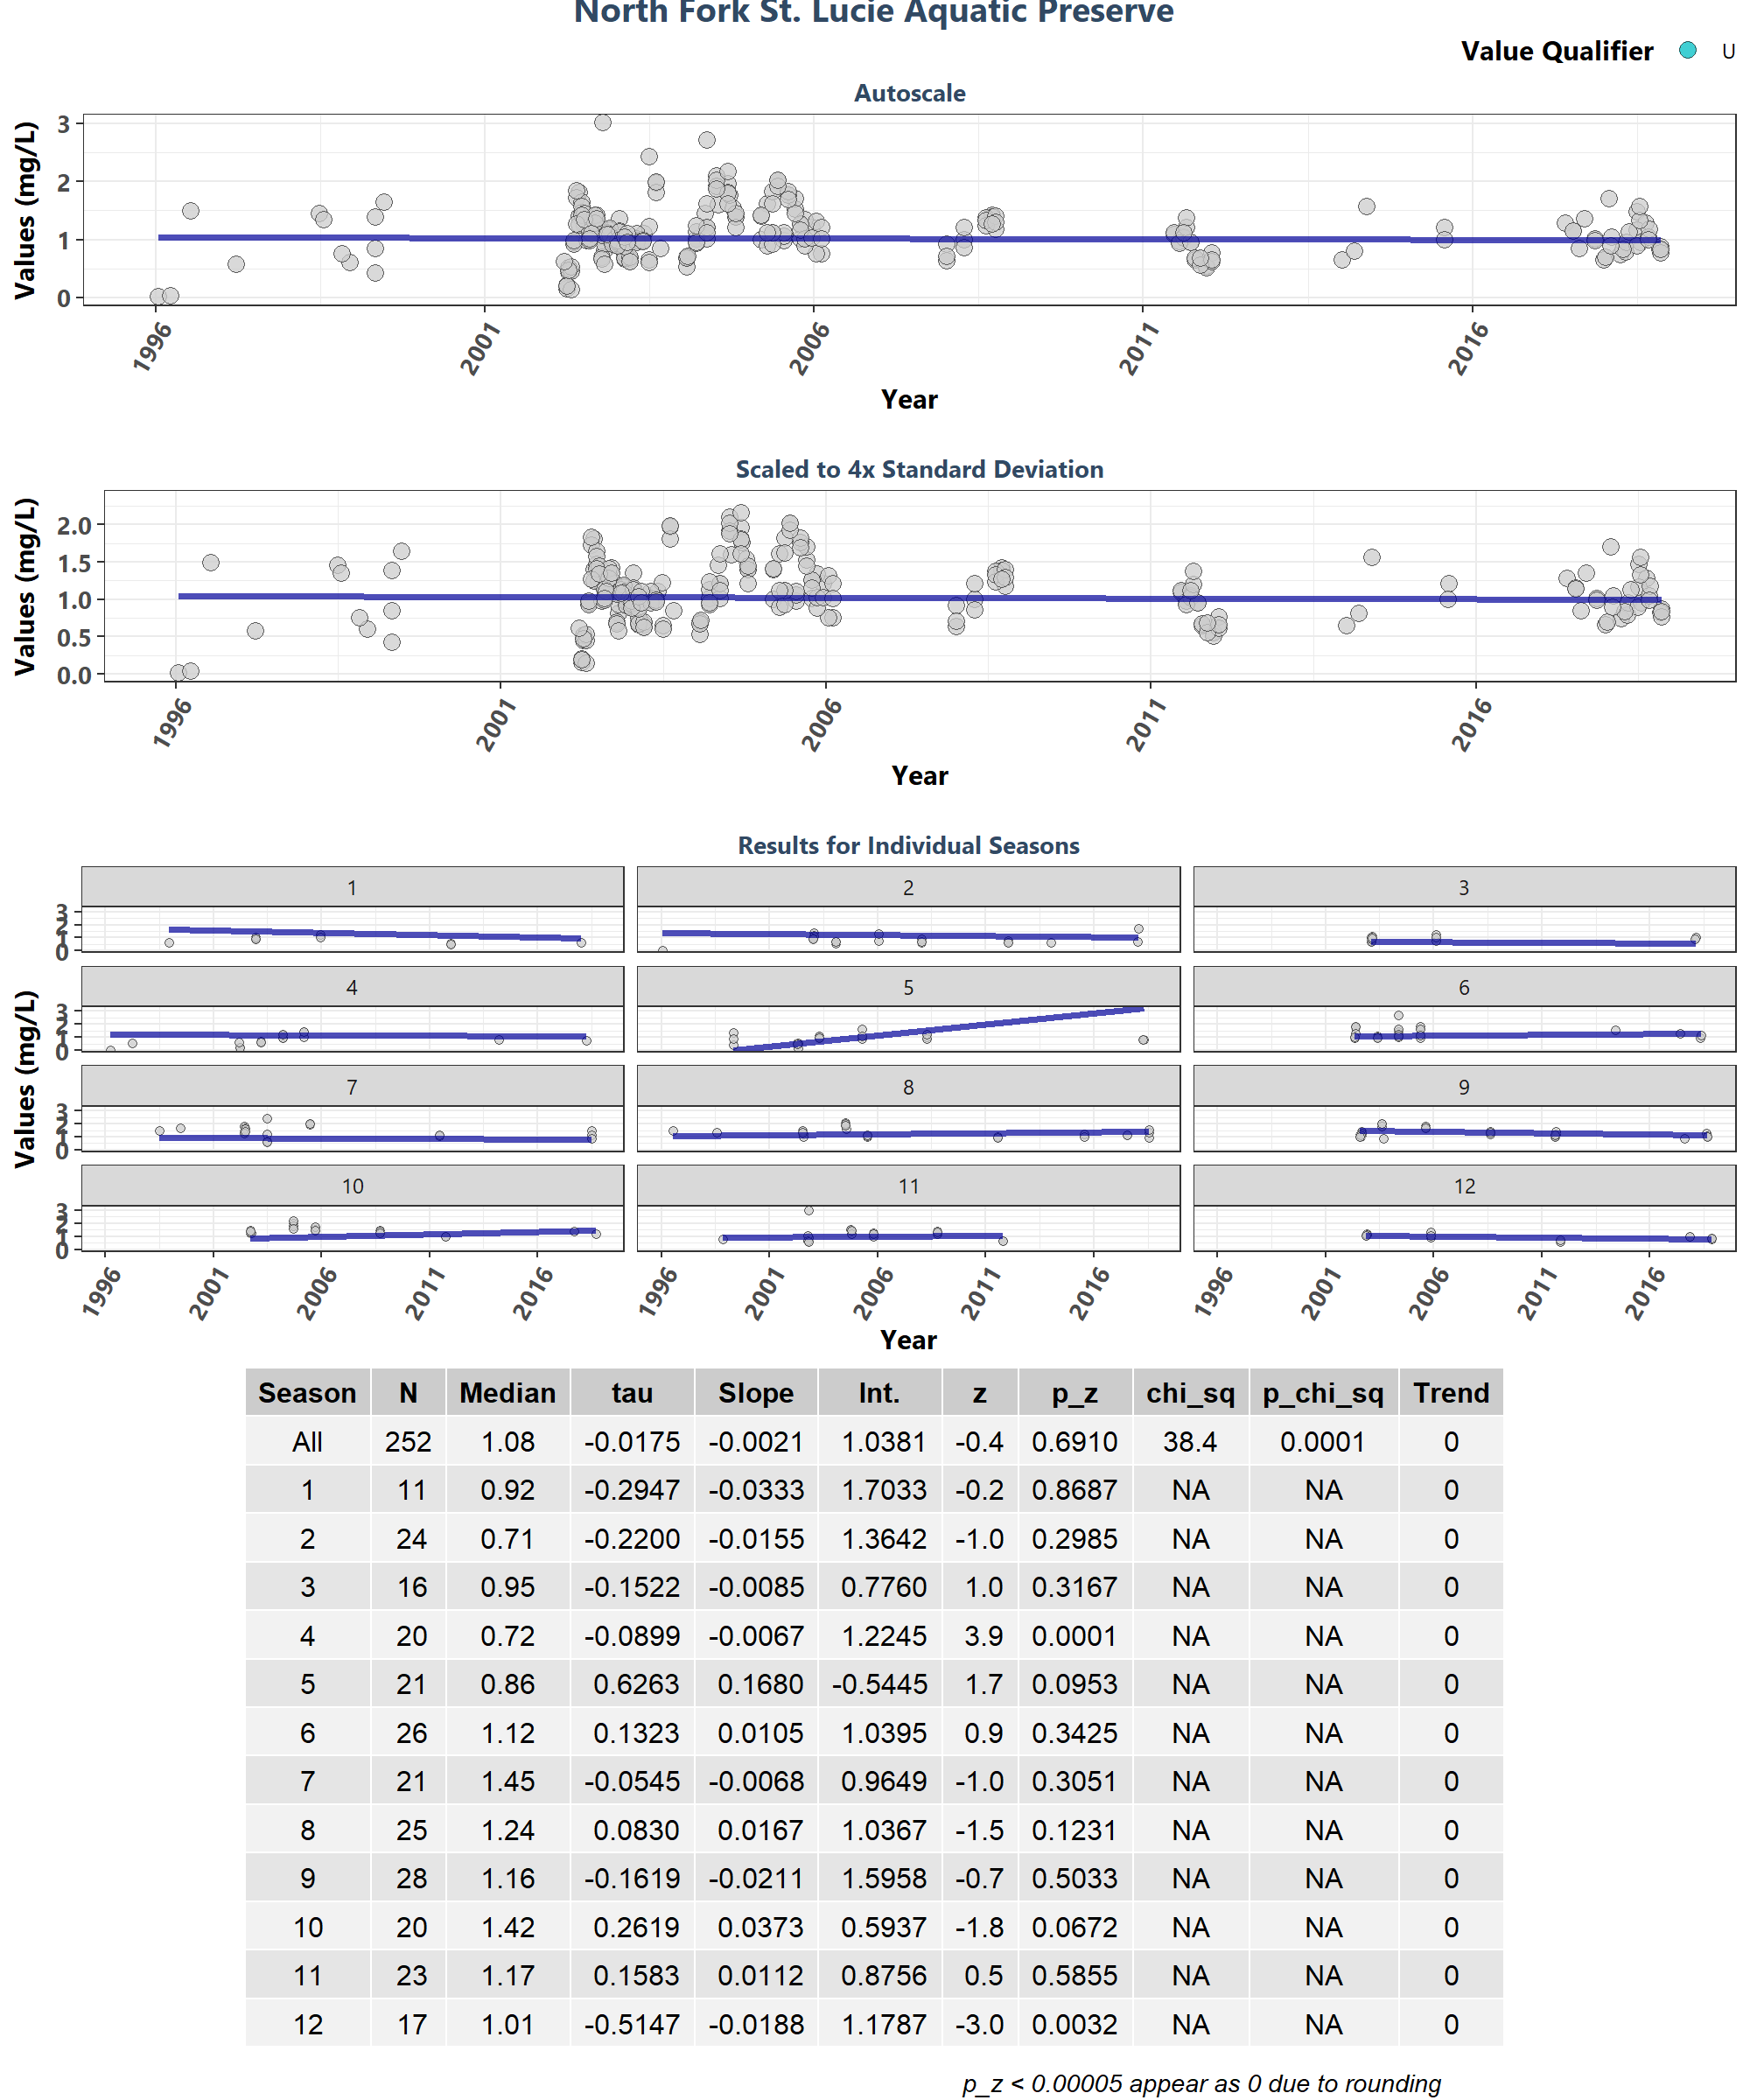 North Fork St. Lucie Aquatic Preserve
Value Qualifier U
Autoscale
Values (mg/L)
3
2
1
0
1996 2001 2006 2011 2016
Year
Scaled to 4x Standard Deviation
Values (mg/L)
2.0
1.5
1.0
0.5
0.0
1996 2001 2006 2011 2016
Year
Results for Individual Seasons
Values (mg/L)
1 2 3
3
2
1
0
4 5 6
3
2
1
0
7 8 9
3
2
1
0
10 11 12
3
2
1
0
1996 2001 2006 2011 2016 1996 2001 2006 2011 2016 1996 2001 2006 2011 2016
Year
Season N Median tau Slope Int. z p_z chi_sq p_chi_sq Trend
All 252 1.08 -0.0175 -0.0021 1.0381 -0.4 0.6910 38.4 0.0001 0
1 11 0.92 -0.2947 -0.0333 1.7033 -0.2 0.8687 NA NA 0
2 24 0.71 -0.2200 -0.0155 1.3642 -1.0 0.2985 NA NA 0
3 16 0.95 -0.1522 -0.0085 0.7760 1.0 0.3167 NA NA 0
4 20 0.72 -0.0899 -0.0067 1.2245 3.9 0.0001 NA NA 0
5 21 0.86 0.6263 0.1680 -0.5445 1.7 0.0953 NA NA 0
6 26 1.12 0.1323 0.0105 1.0395 0.9 0.3425 NA NA 0
7 21 1.45 -0.0545 -0.0068 0.9649 -1.0 0.3051 NA NA 0
8 25 1.24 0.0830 0.0167 1.0367 -1.5 0.1231 NA NA 0
9 28 1.16 -0.1619 -0.0211 1.5958 -0.7 0.5033 NA NA 0
10 20 1.42 0.2619 0.0373 0.5937 -1.8 0.0672 NA NA 0
11 23 1.17 0.1583 0.0112 0.8756 0.5 0.5855 NA NA 0
12 17 1.01 -0.5147 -0.0188 1.1787 -3.0 0.0032 NA NA 0
p_z < 0.00005 appear as 0 due to rounding